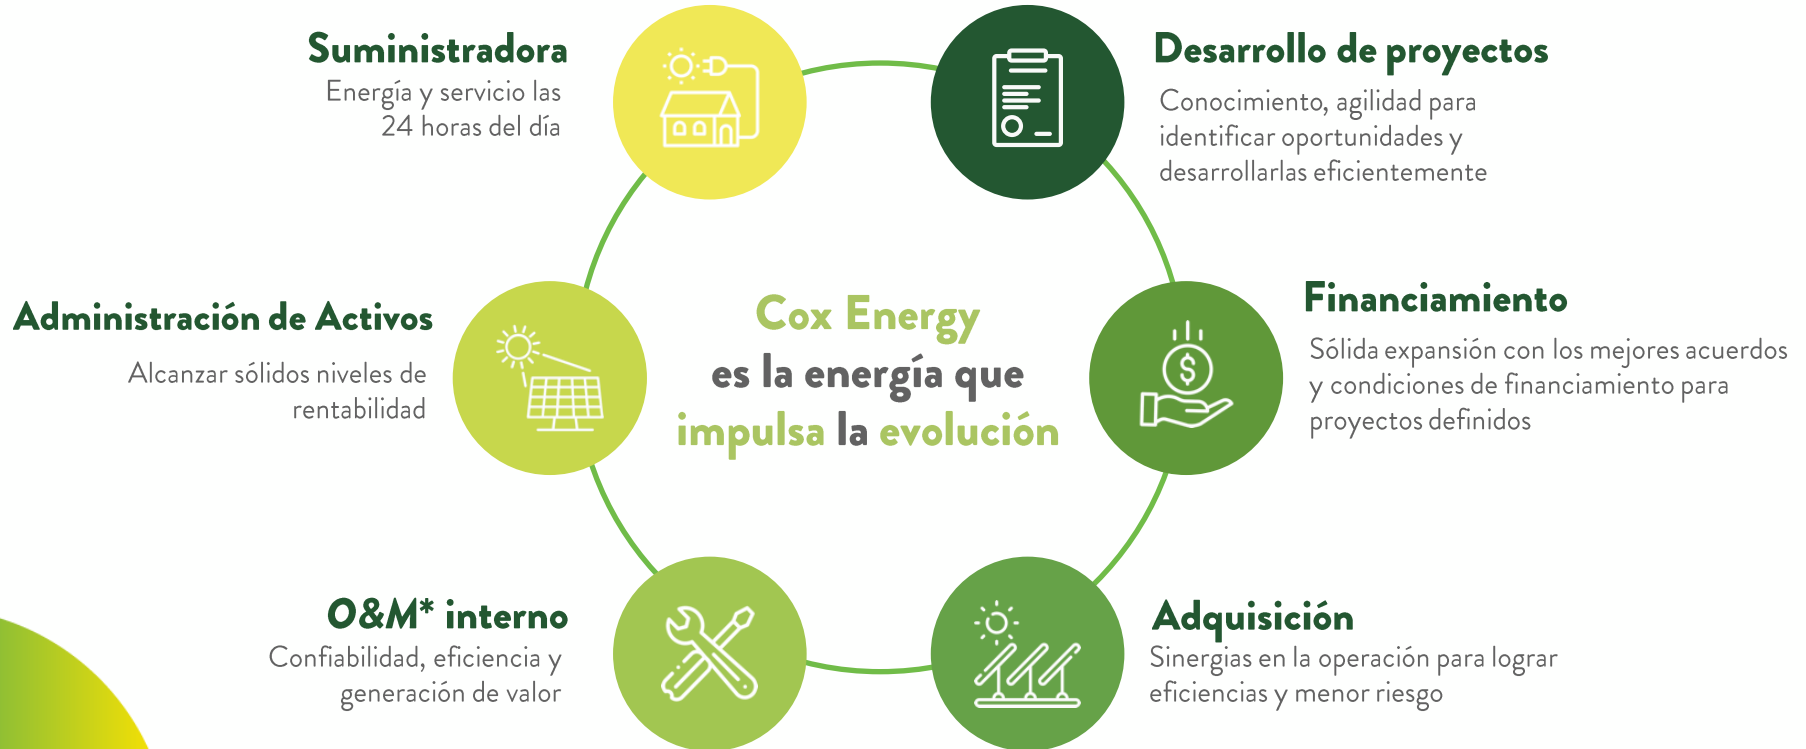 Suministradora
Energía y servicio las
24 horas del día
Desarrollo de proyectos
Conocimiento, agilidad para
identificar oportunidades y
desarrollarlas eficientemente
Administración de Activos
Alcanzar sólidos niveles de
rentabilidad
Cox Energy
es la energía que
impulsa la evolución
Financiamiento
$
Sólida expansión con los mejores acuerdos
y condiciones de financiamiento para
proyectos definidos
O&M* interno
Confiabilidad, eficiencia y
generación de valor
Adquisición
Sinergias en la operación para lograr
eficiencias y menor riesgo